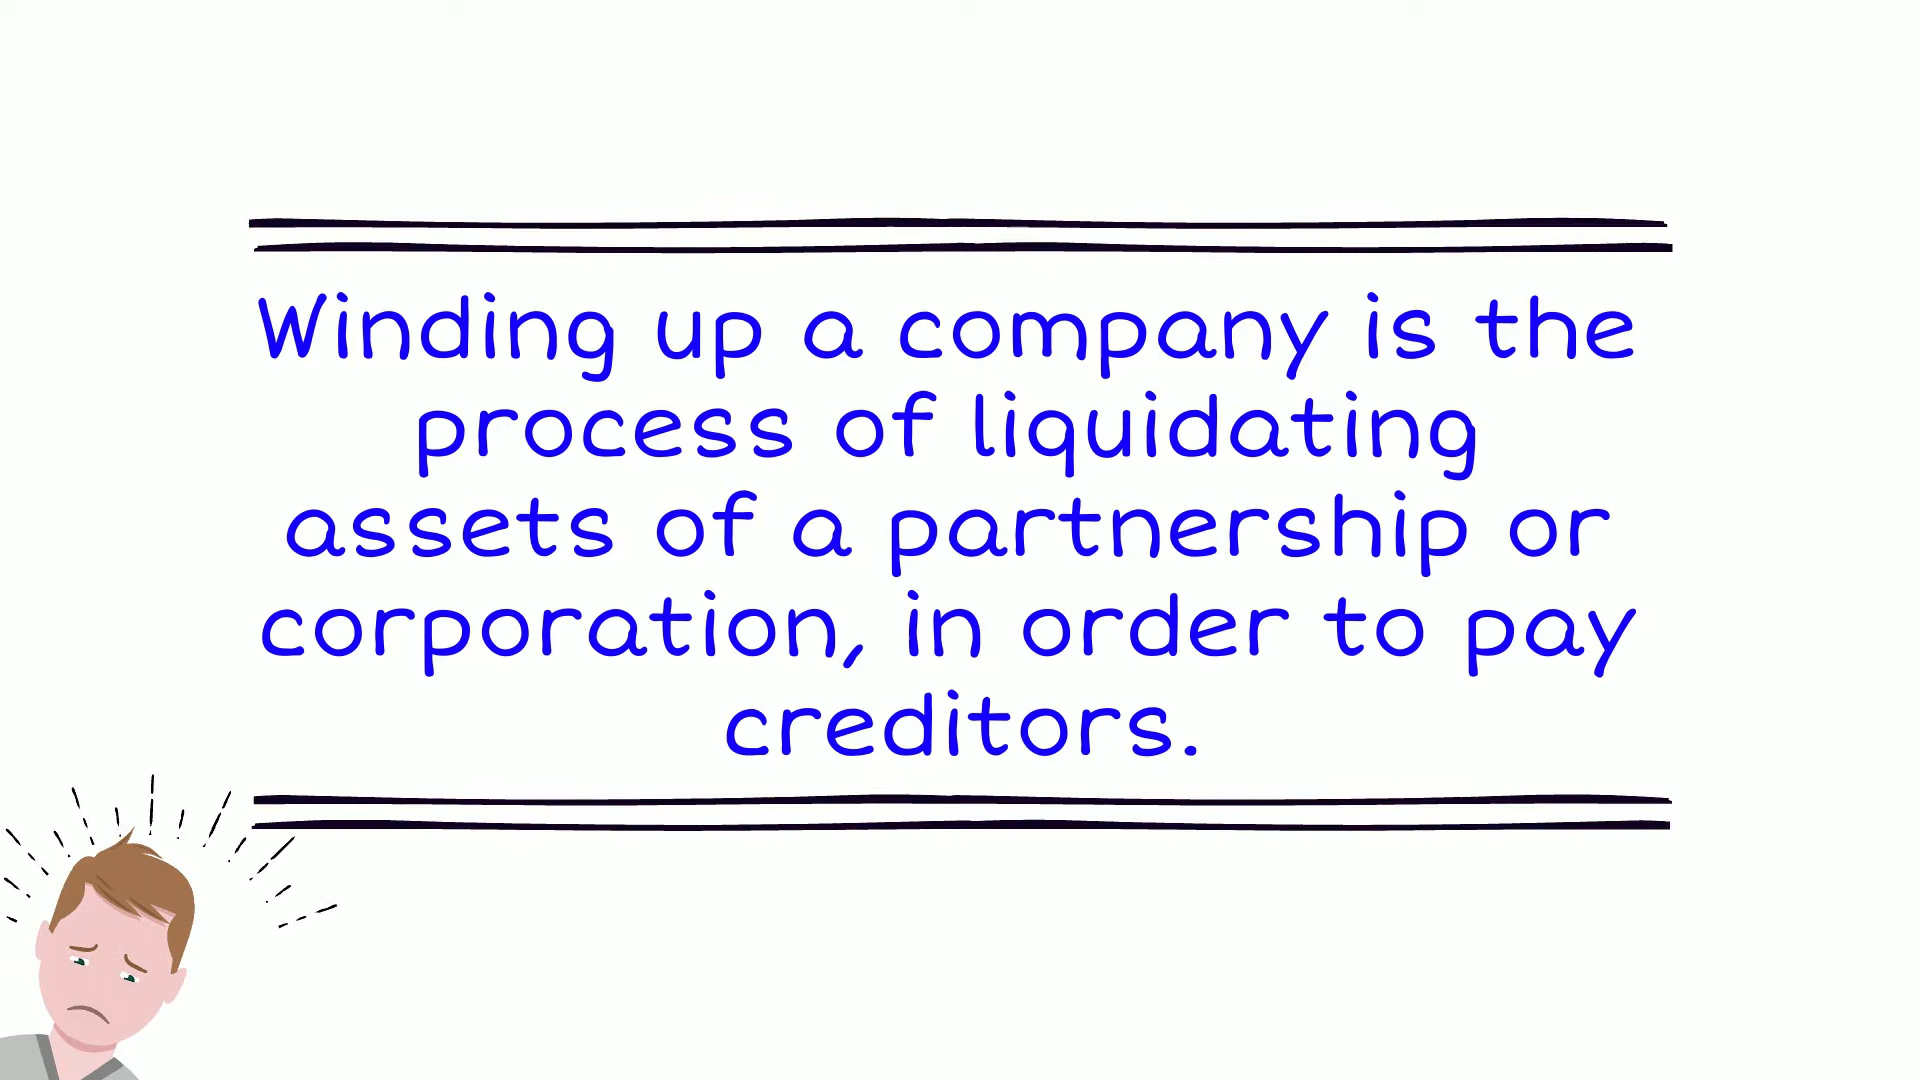 Winding up a company is the
process of liquidating
assets of a partnership or
corporation, in order to pay
creditors.